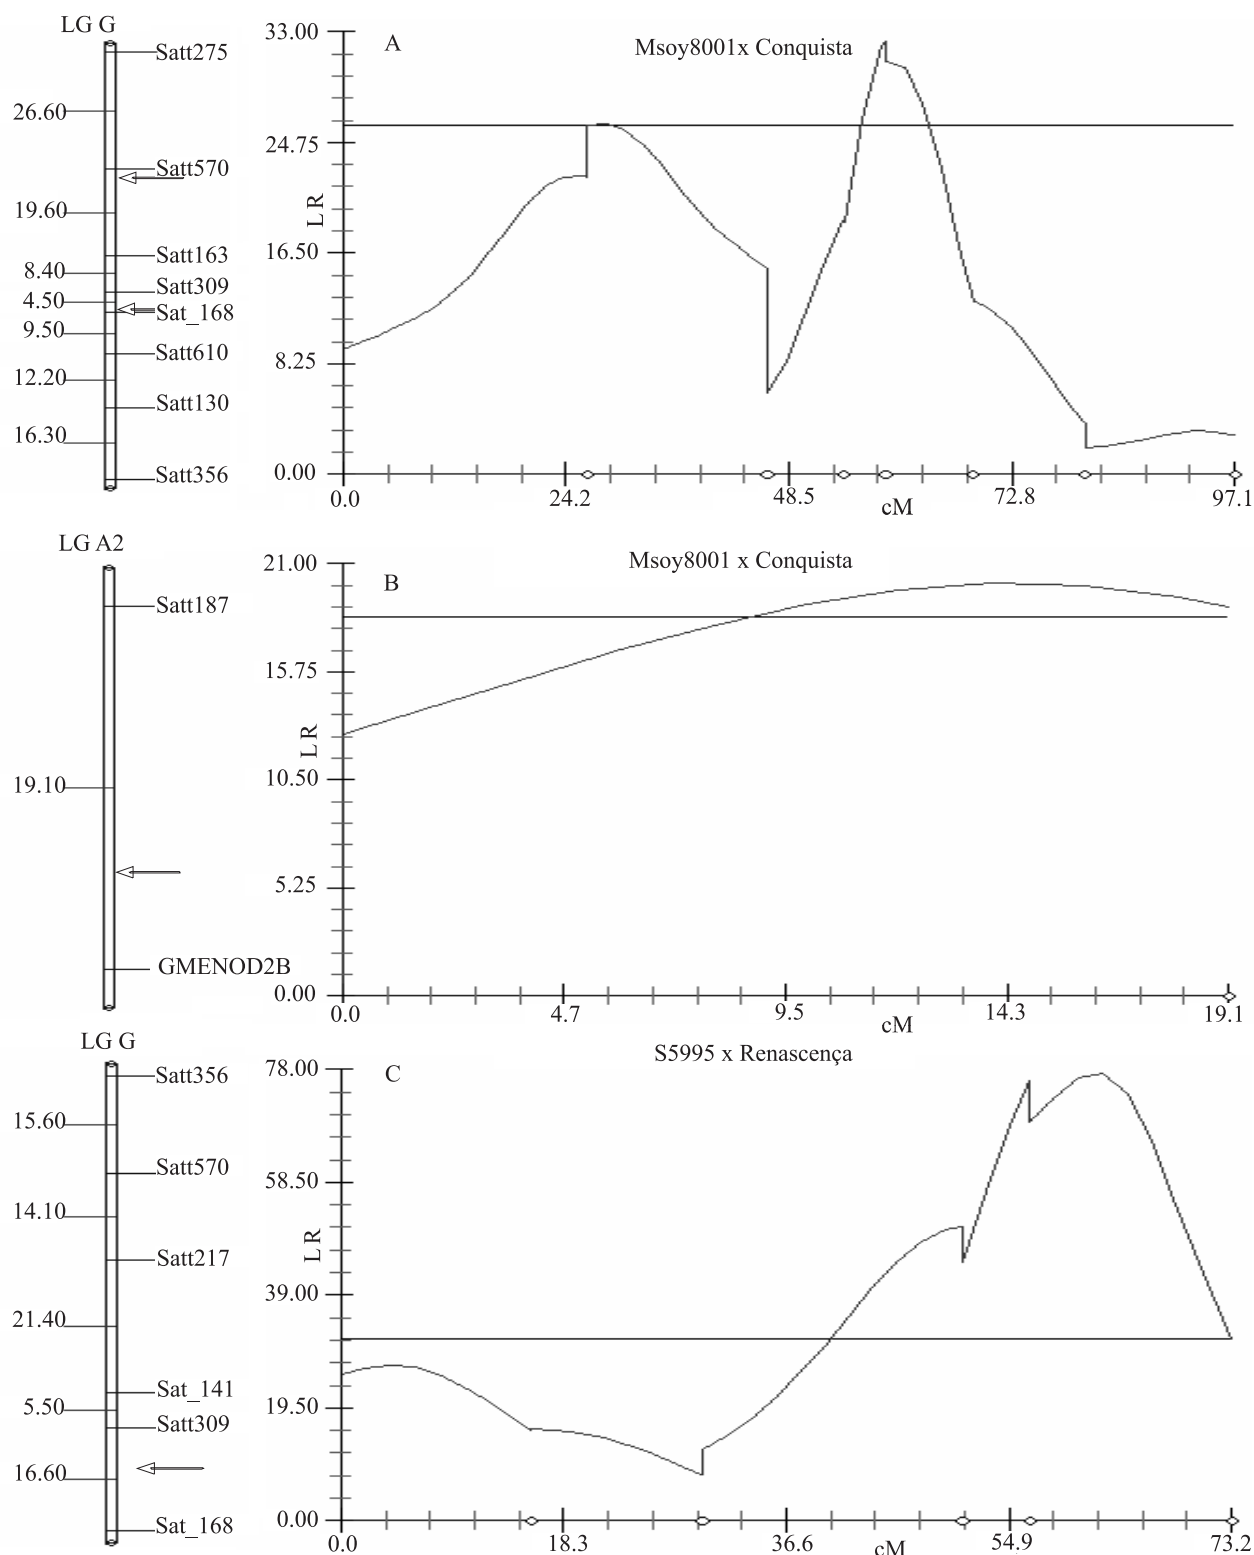 LG G
Satt275
26.60
Satt570
19.60
Satt163
8.40
Satt309
4.50
Sat_168
9.50
Satt610
12.20
Satt130
16.30
Satt356
A
Msoy8001x Conquista
33.00
24.75
LR
16.50
8.25
0.00
0.0 24.2 48.5 72.8 97.1
cM
LG A2
Satt187
19.10
GMENOD2B
B
Msoy8001 x Conquista
21.00
15.75
LR
10.50
5.25
0.00
0.0 4.7 9.5 14.3 19.1
cM
LG G
Satt356
15.60
Satt570
14.10
Satt217
21.40
Sat_141
5.50
Satt309
16.60
Sat_168
C
S5995 x Renascença
78.00
58.50
LR
39.00
19.50
0.00
0.0 18.3 36.6 54.9 73.2
cM